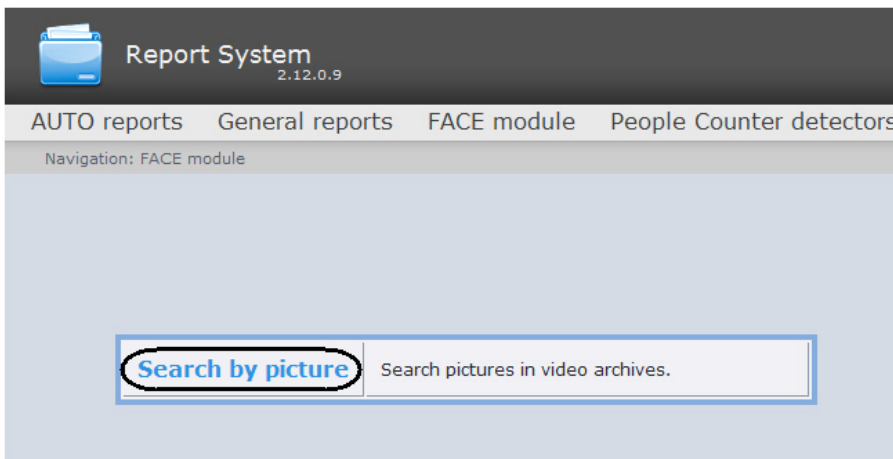 Report System
2.12.0.9
AUTO reports General reports FACE module People Counter detectors
Navigation: FACE module
Search by picture Search pictures in video archives.